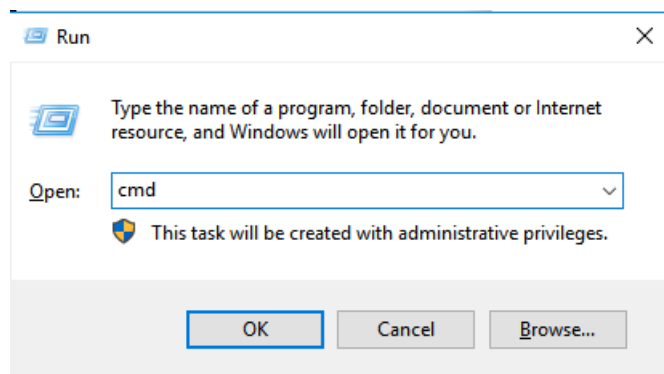 Run
Type the name of a program, folder, document or Internet
resource, and Windows will open it for you.
Open: cmd
This task will be created with administrative privileges.
OK Cancel Browse...